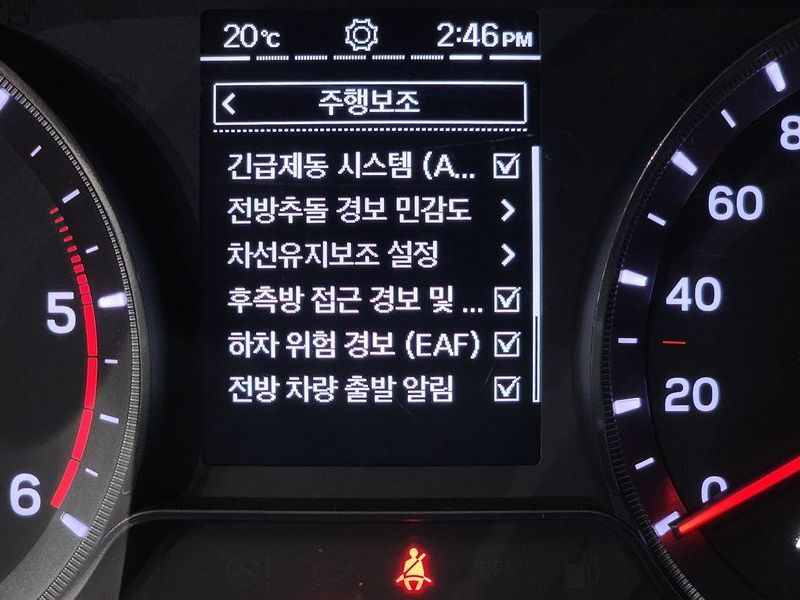 20℃ 2:46PM
주행보조
긴급제동 시스템 (A...
전방추돌 경보 민감도
차선유지보조 설정
후측방 접근 경보 및 ...
하차 위험 경보 (EAF)
전방 차량 출발 알림
5
6
80
60
40
20
0